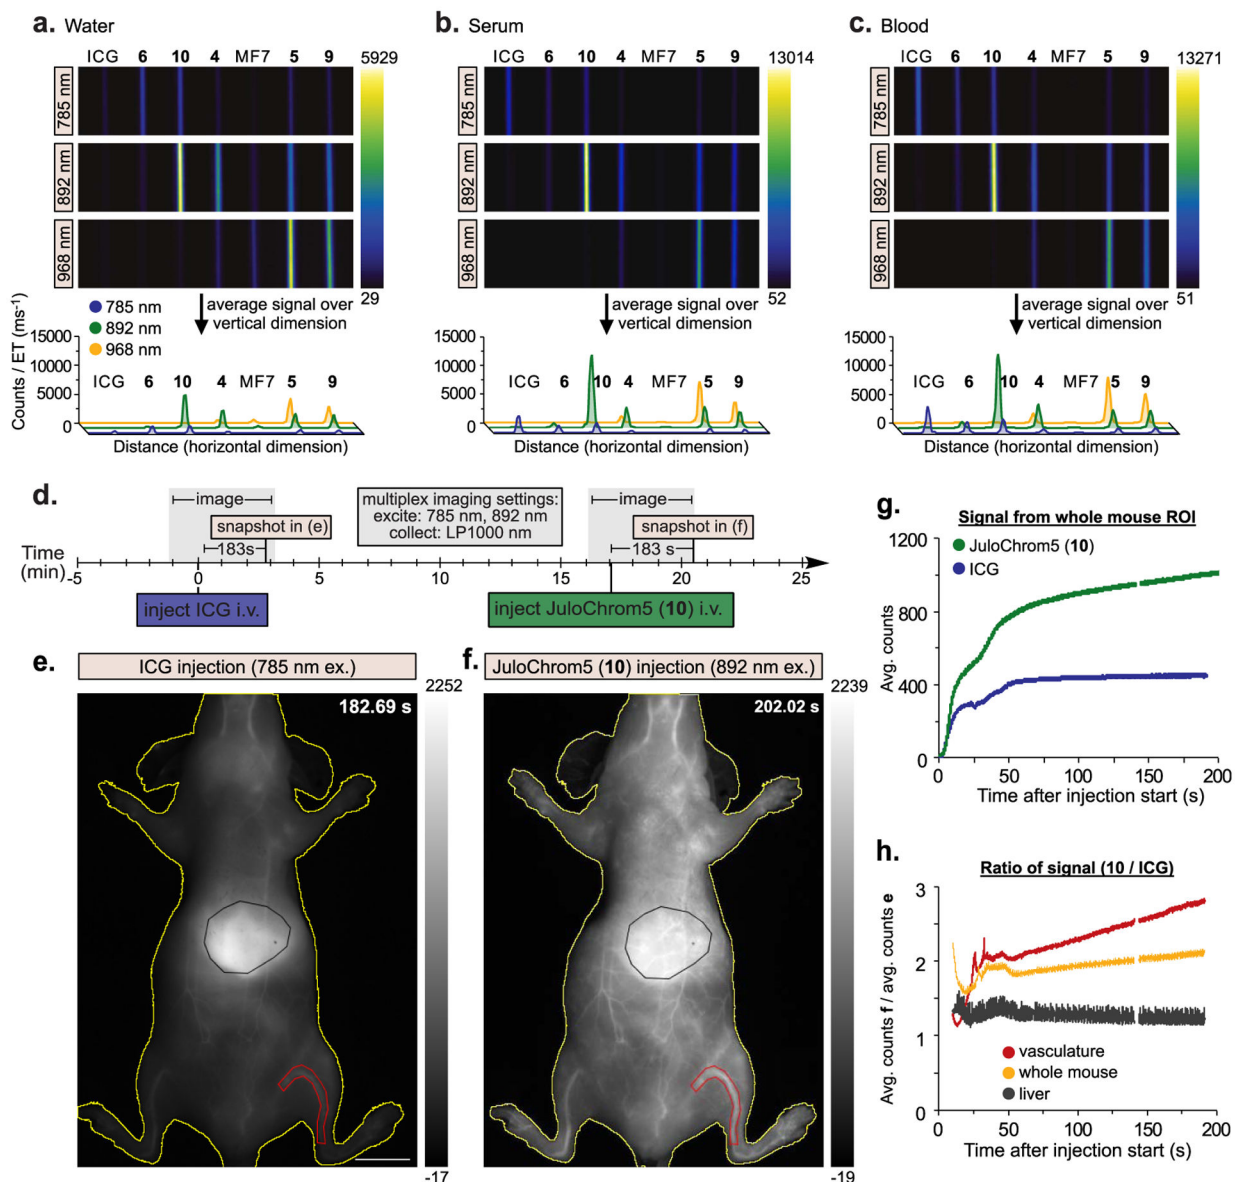 a. Water
ICG 6 10 4 MF7 5 9
5929
785 nm
892 nm
968 nm
29
average signal over
vertical dimension
785 nm
892 nm
968 nm
Counts / ET (ms⁻¹)
15000
10000
5000
0
ICG 6 10 4 MF7 5 9
Distance (horizontal dimension)
b. Serum
ICG 6 10 4 MF7 5 9
13014
785 nm
892 nm
968 nm
52
average signal over
vertical dimension
15000
10000
5000
0
ICG 6 10 4 MF7 5 9
Distance (horizontal dimension)
c. Blood
ICG 6 10 4 MF7 5 9
13271
785 nm
892 nm
968 nm
51
average signal over
vertical dimension
15000
10000
5000
0
ICG 6 10 4 MF7 5 9
Distance (horizontal dimension)
d.
image
snapshot in (e)
183s
multiplex imaging settings:
excite: 785 nm, 892 nm
collect: LP1000 nm
image
snapshot in (f)
183 s
Time
(min)
-5 0 5 10 15 20 25
inject ICG i.v.
inject JuloChrom5 (10) i.v.
e. ICG injection (785 nm ex.)
182.69 s
2252
-17
f. JuloChrom5 (10) injection (892 nm ex.)
202.02 s
2239
-19
g.
Signal from whole mouse ROI
JuloChrom5 (10)
ICG
Avg. counts
1200
800
400
0
0 50 100 150 200
Time after injection start (s)
h.
Ratio of signal (10 / ICG)
Avg. counts f / avg. counts e
3
2
1
0
vasculature
whole mouse
liver
0 50 100 150 200
Time after injection start (s)